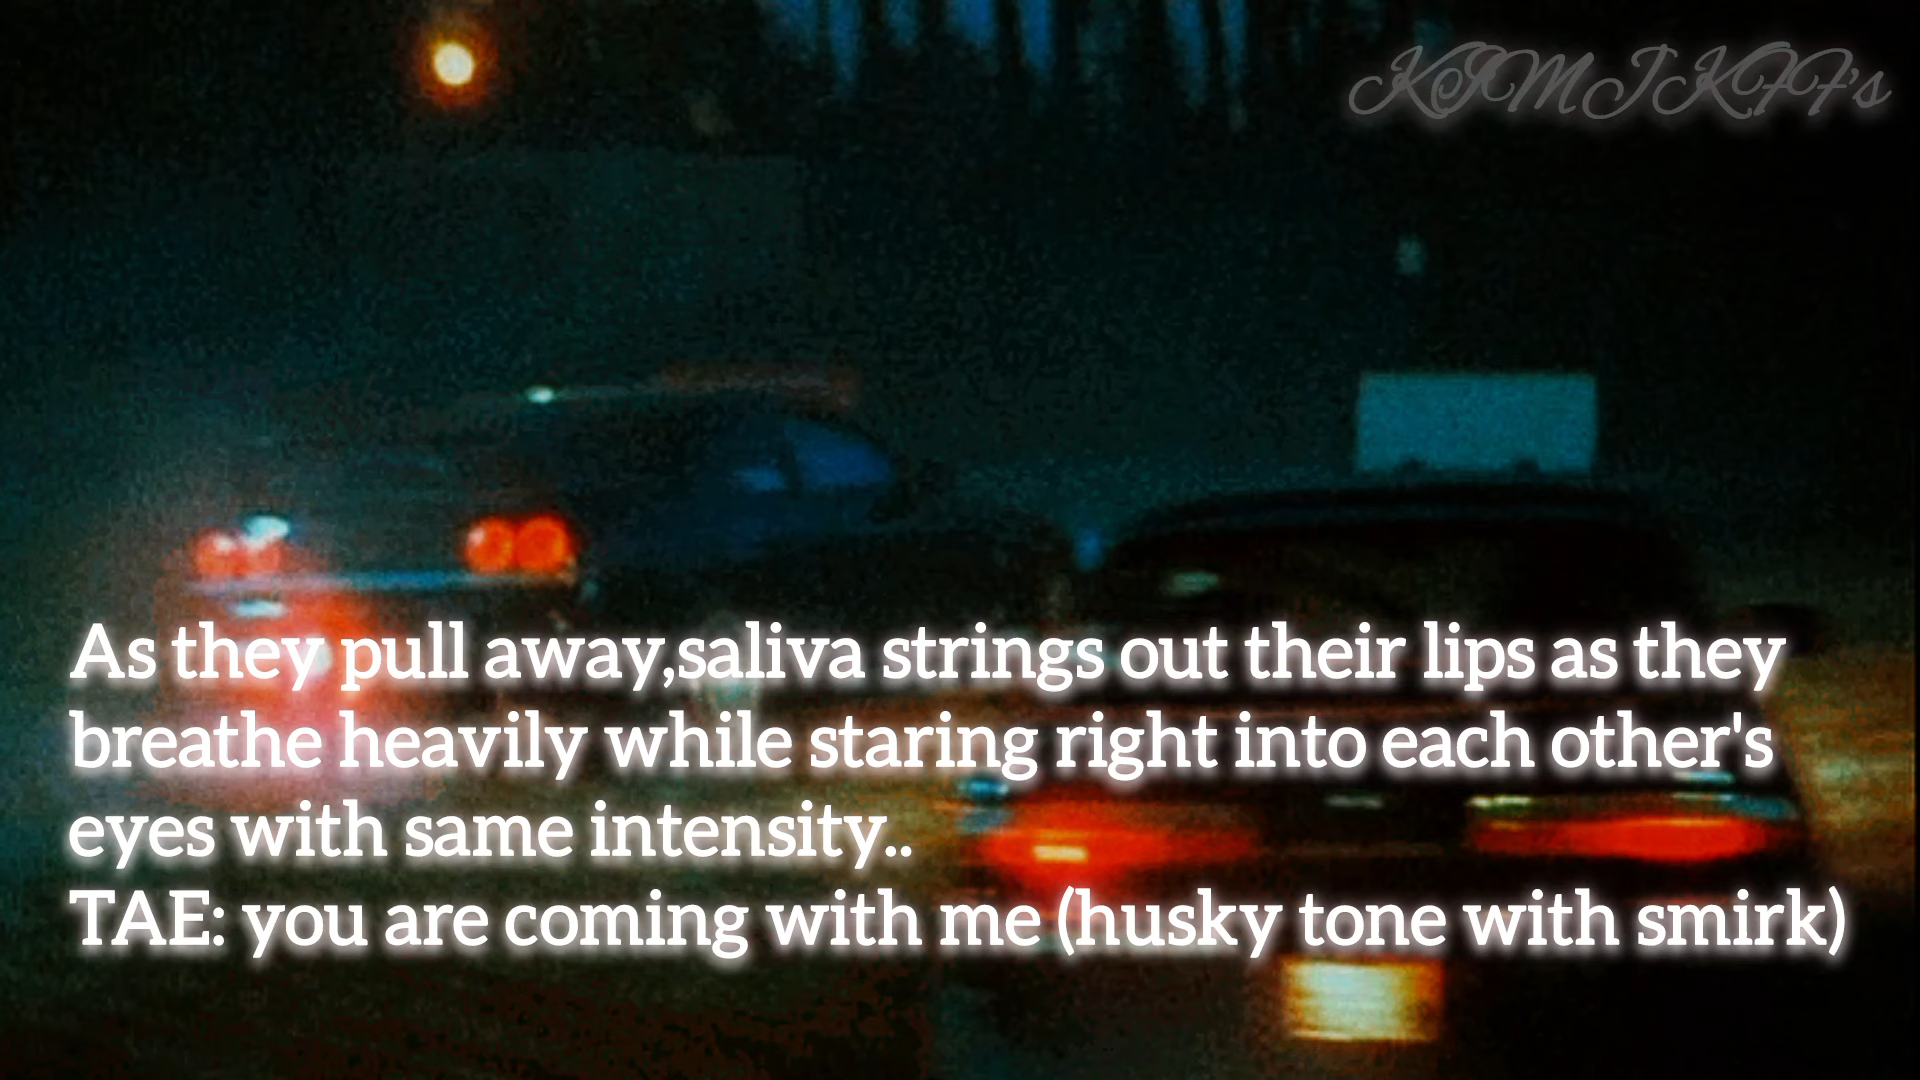 KIMJKFF's
As they pull away,saliva strings out their lips as they
breathe heavily while staring right into each other's
eyes with same intensity..
TAE: you are coming with me (husky tone with smirk)